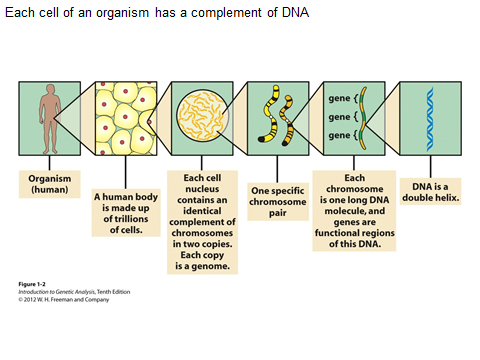 Each cell of an organism has a complement of DNA
gene {
gene {
gene {
Organism
(human)
A human body
is made up
of trillions
of cells.
Each cell
nucleus
contains an
identical
complement of
chromosomes
in two copies.
Each copy
is a genome.
One specific
chromosome
pair
Each
chromosome
is one long DNA
molecule, and
genes are
functional regions
of this DNA.
DNA is a
double helix.
Figure 1-2
Introduction to Genetic Analysis, Tenth Edition
© 2012 W. H. Freeman and Company